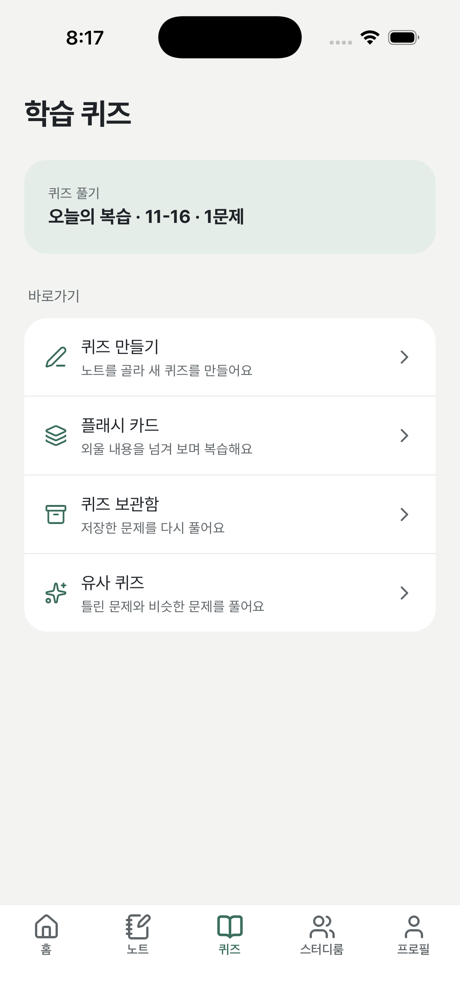 8:17
학습 퀴즈
퀴즈 풀기
오늘의 복습 · 11-16 · 1문제
바로가기
퀴즈 만들기
노트를 골라 새 퀴즈를 만들어요
플래시 카드
외울 내용을 넘겨 보며 복습해요
퀴즈 보관함
저장한 문제를 다시 풀어요
유사 퀴즈
틀린 문제와 비슷한 문제를 풀어요
홈
노트
퀴즈
스터디룸
프로필